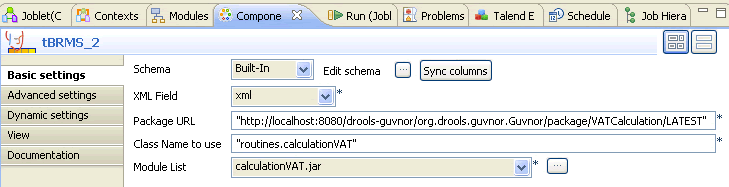 Joblet(C Contexts Modules Compone Run (Jobl Problems Talend E Schedule Job Hiera
tBRMS_2
Basic settings
Advanced settings
Dynamic settings
View
Documentation
Schema Built-In Edit schema ... Sync columns
XML Field xml *
Package URL "http://localhost:8080/drools-guvnor/org.drools.guvnor.Guvnor/package/VATCalculation/LATEST" *
Class Name to use "routines.calculationVAT" *
Module List calculationVAT.jar * ...